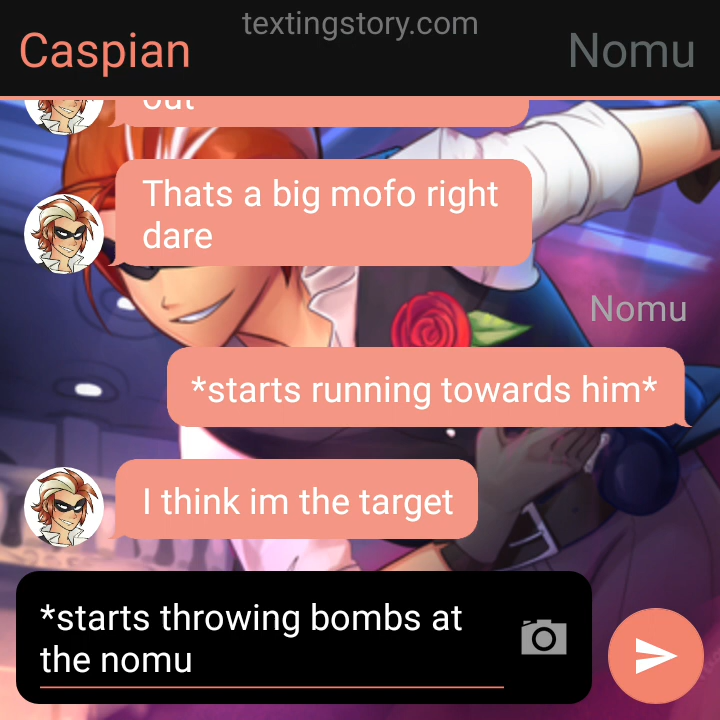 textingstory.com
Caspian
Nomu
out
Thats a big mofo right
dare
Nomu
*starts running towards him*
I think im the target
*starts throwing bombs at
the nomu